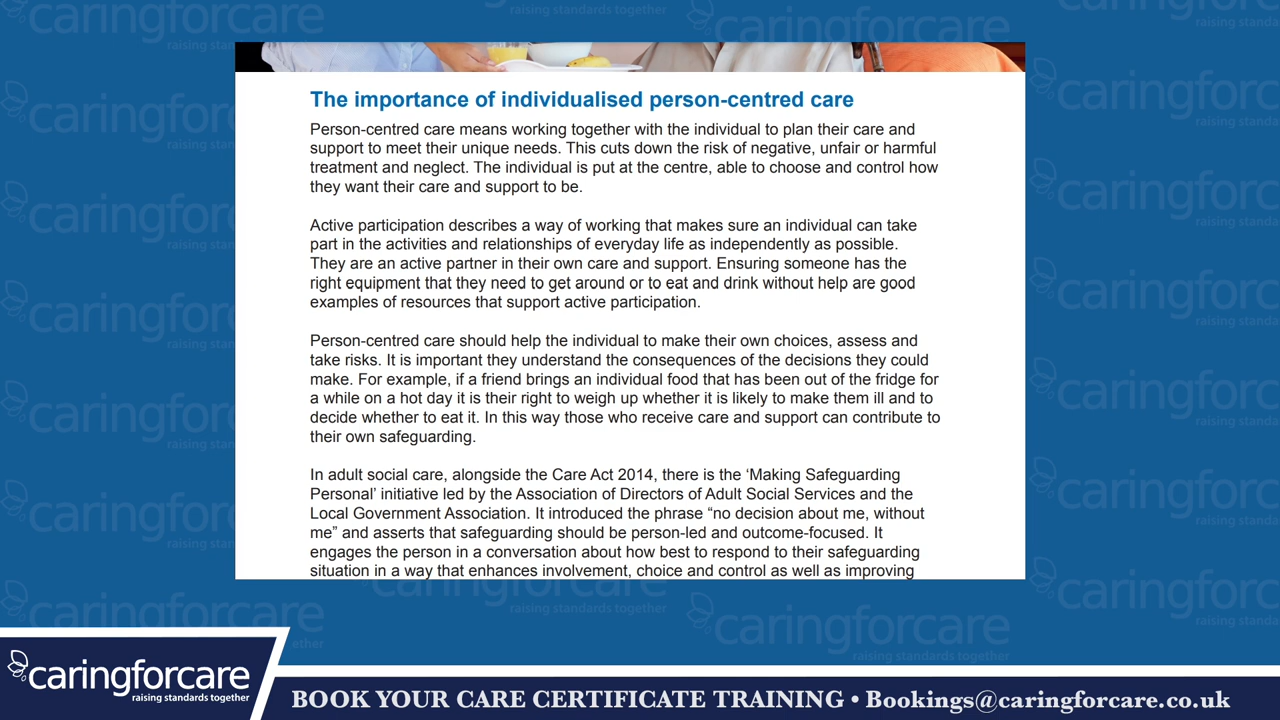 The importance of individualised person-centred care
Person-centred care means working together with the individual to plan their care and
support to meet their unique needs. This cuts down the risk of negative, unfair or harmful
treatment and neglect. The individual is put at the centre, able to choose and control how
they want their care and support to be.
Active participation describes a way of working that makes sure an individual can take
part in the activities and relationships of everyday life as independently as possible.
They are an active partner in their own care and support. Ensuring someone has the
right equipment that they need to get around or to eat and drink without help are good
examples of resources that support active participation.
Person-centred care should help the individual to make their own choices, assess and
take risks. It is important they understand the consequences of the decisions they could
make. For example, if a friend brings an individual food that has been out of the fridge for
a while on a hot day it is their right to weigh up whether it is likely to make them ill and to
decide whether to eat it. In this way those who receive care and support can contribute to
their own safeguarding.
In adult social care, alongside the Care Act 2014, there is the ‘Making Safeguarding
Personal’ initiative led by the Association of Directors of Adult Social Services and the
Local Government Association. It introduced the phrase “no decision about me, without
me” and asserts that safeguarding should be person-led and outcome-focused. It
engages the person in a conversation about how best to respond to their safeguarding
situation in a way that enhances involvement, choice and control as well as improving
caringforcare
raising standards together
BOOK YOUR CARE CERTIFICATE TRAINING • Bookings@caringforcare.co.uk